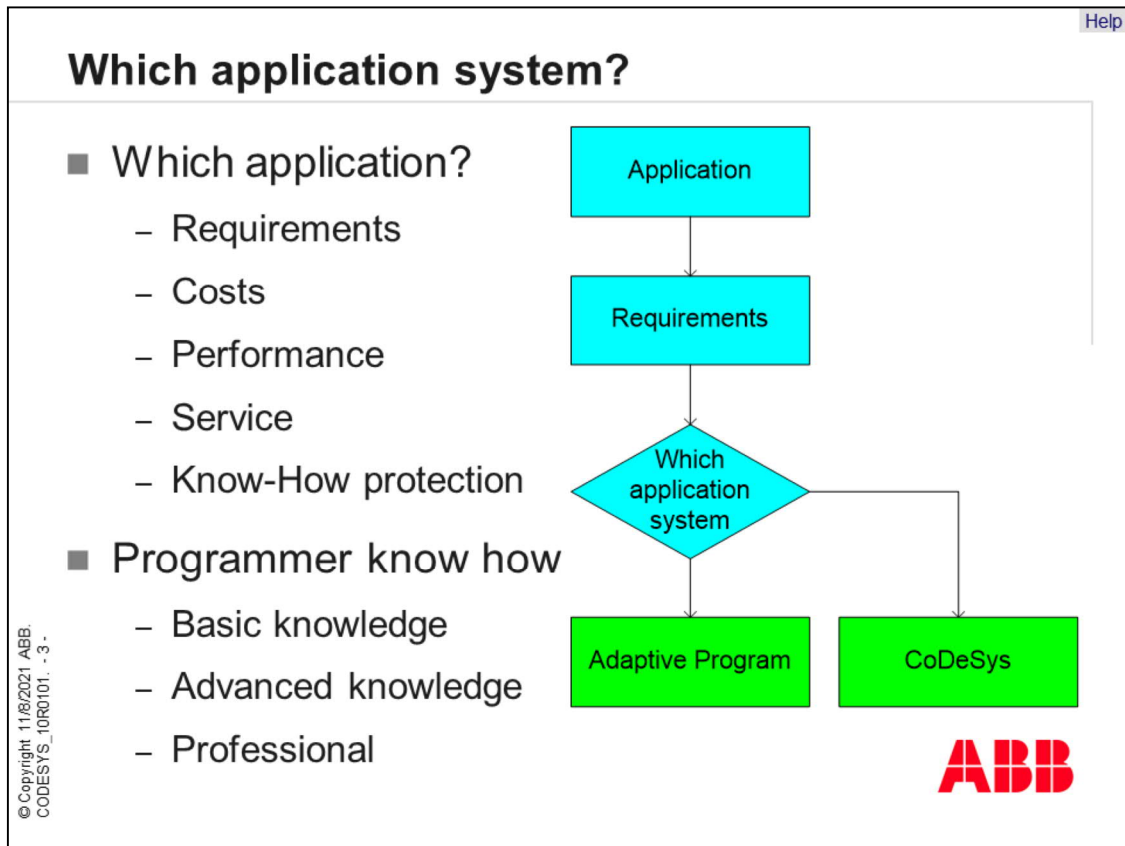 Help
Which application system?
Which application?
– Requirements
– Costs
– Performance
– Service
– Know-How protection
Programmer know how
– Basic knowledge
– Advanced knowledge
– Professional
Application
Requirements
Which
application
system
Adaptive Program
CoDeSys
© Copyright 11/8/2021 ABB.
CODESYS_10R0101. - 3 -
ABB